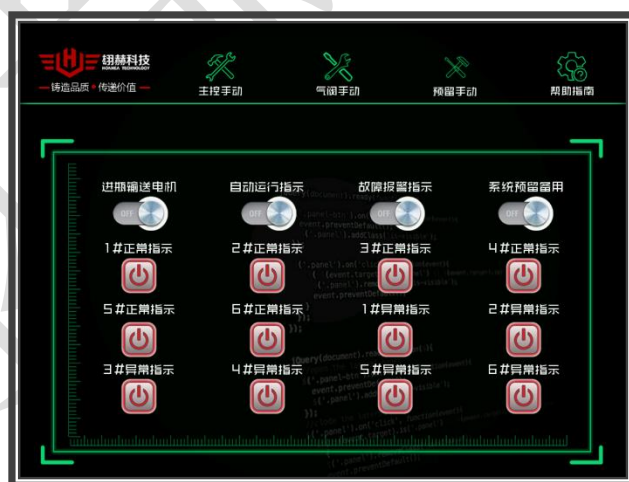 栩赫科技
—铸造品质•传递价值—
主控手动
气阀手动
预留手动
帮助指南
进瓶输送电机
自动运行指示
故障报警指示
系统预留备用
OFF
OFF
OFF
OFF
1#正常指示
2#正常指示
3#正常指示
4#正常指示
5#正常指示
6#正常指示
1#异常指示
2#异常指示
3#异常指示
4#异常指示
5#异常指示
6#异常指示